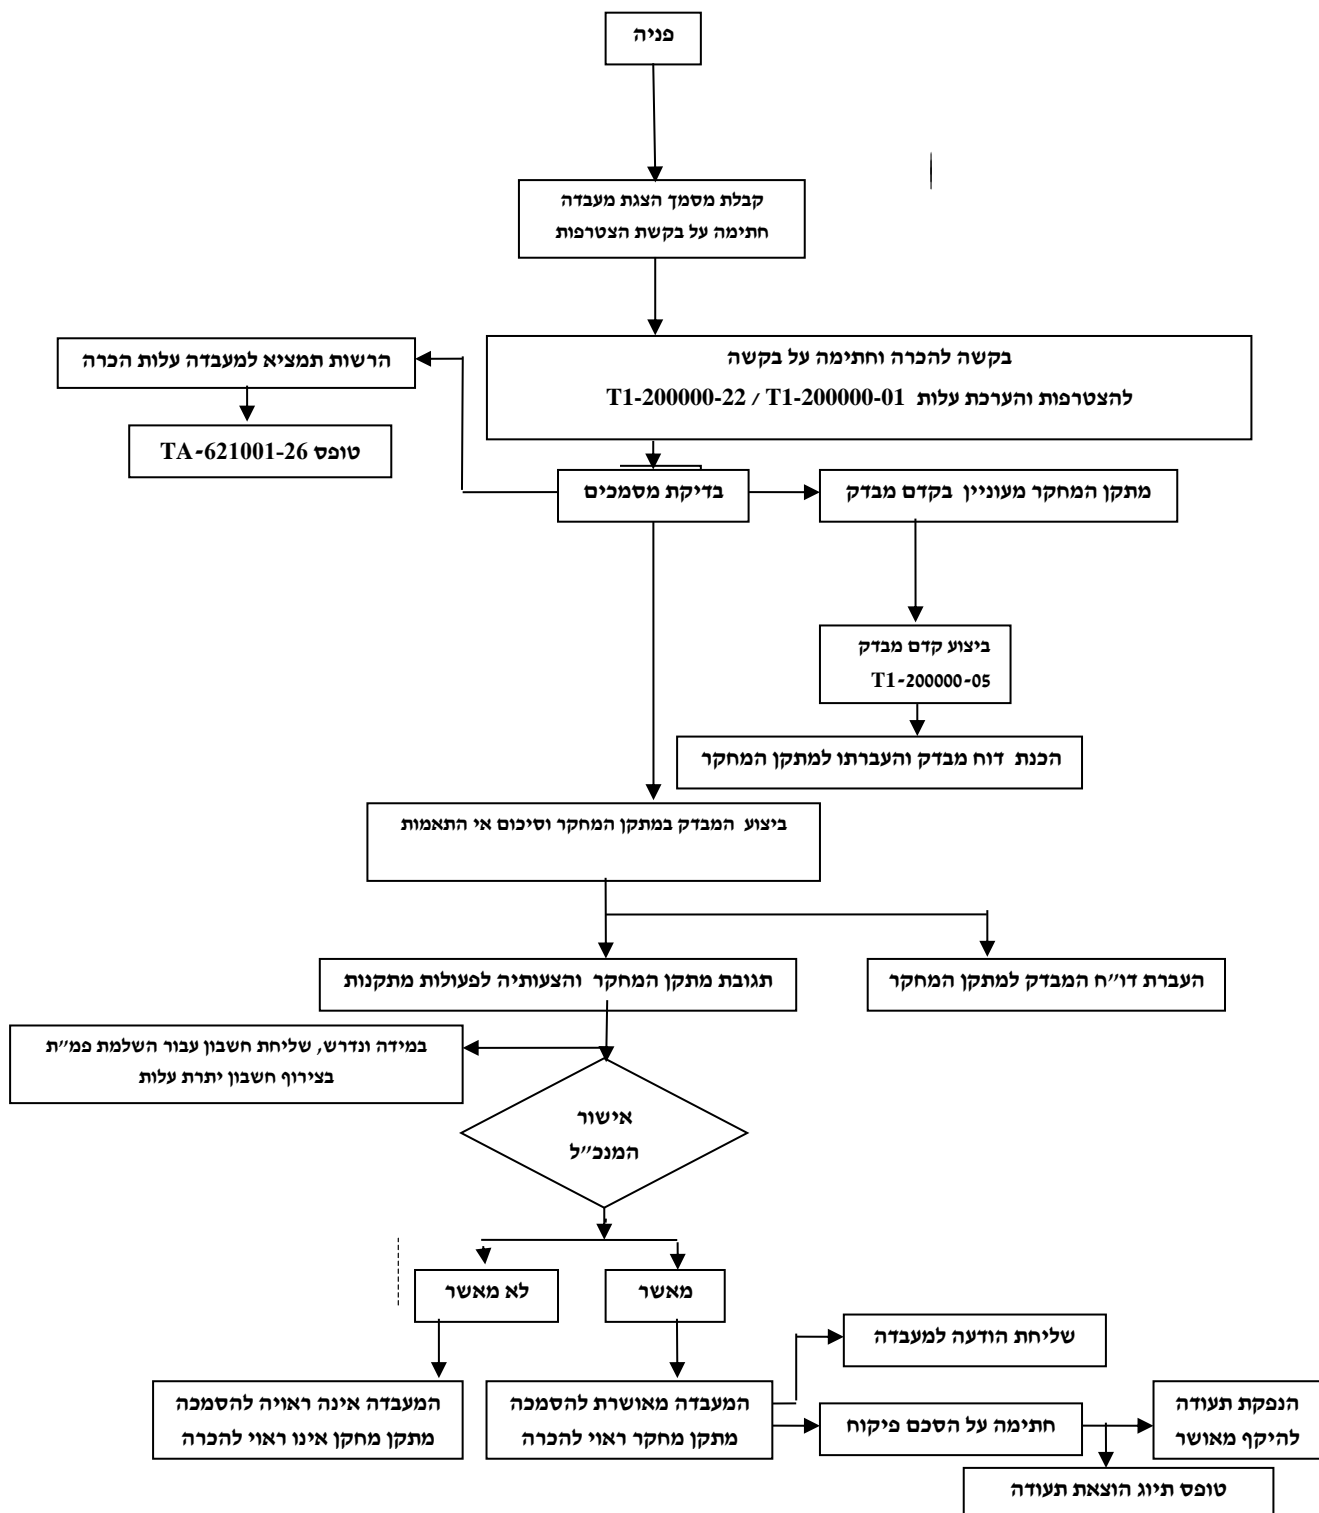 פניה
קבלת מסמך הצגת מעבדה
חתימה על בקשת הצטרפות
בקשה להכרה וחתימה על בקשה
להצטרפות והערכת עלות T1-200000-22 / T1-200000-01
הרשות תמציא למעבדה עלות הכרה
טופס TA-621001-26
בדיקת מסמכים
מתקן המחקר מעוניין בקדם מבדק
ביצוע קדם מבדק
T1-200000-05
הכנת דוח מבדק והעברתו למתקן המחקר
ביצוע המבדק במתקן המחקר וסיכום אי התאמות
תגובת מתקן המחקר והצעותיה לפעולות מתקנות
העברת דו״ח המבדק למתקן המחקר
במידה ונדרש, שליחת חשבון עבור השלמת פמ״ת
בצירוף חשבון יתרת עלות
אישור
המנכ״ל
מאשר
לא מאשר
שליחת הודעה למעבדה
המעבדה מאושרת להסמכה
מתקן מחקר ראוי להכרה
המעבדה אינה ראויה להסמכה
מתקן מחקן אינו ראוי להכרה
חתימה על הסכם פיקוח
הנפקת תעודה
להיקף מאושר
טופס תיוג הוצאת תעודה